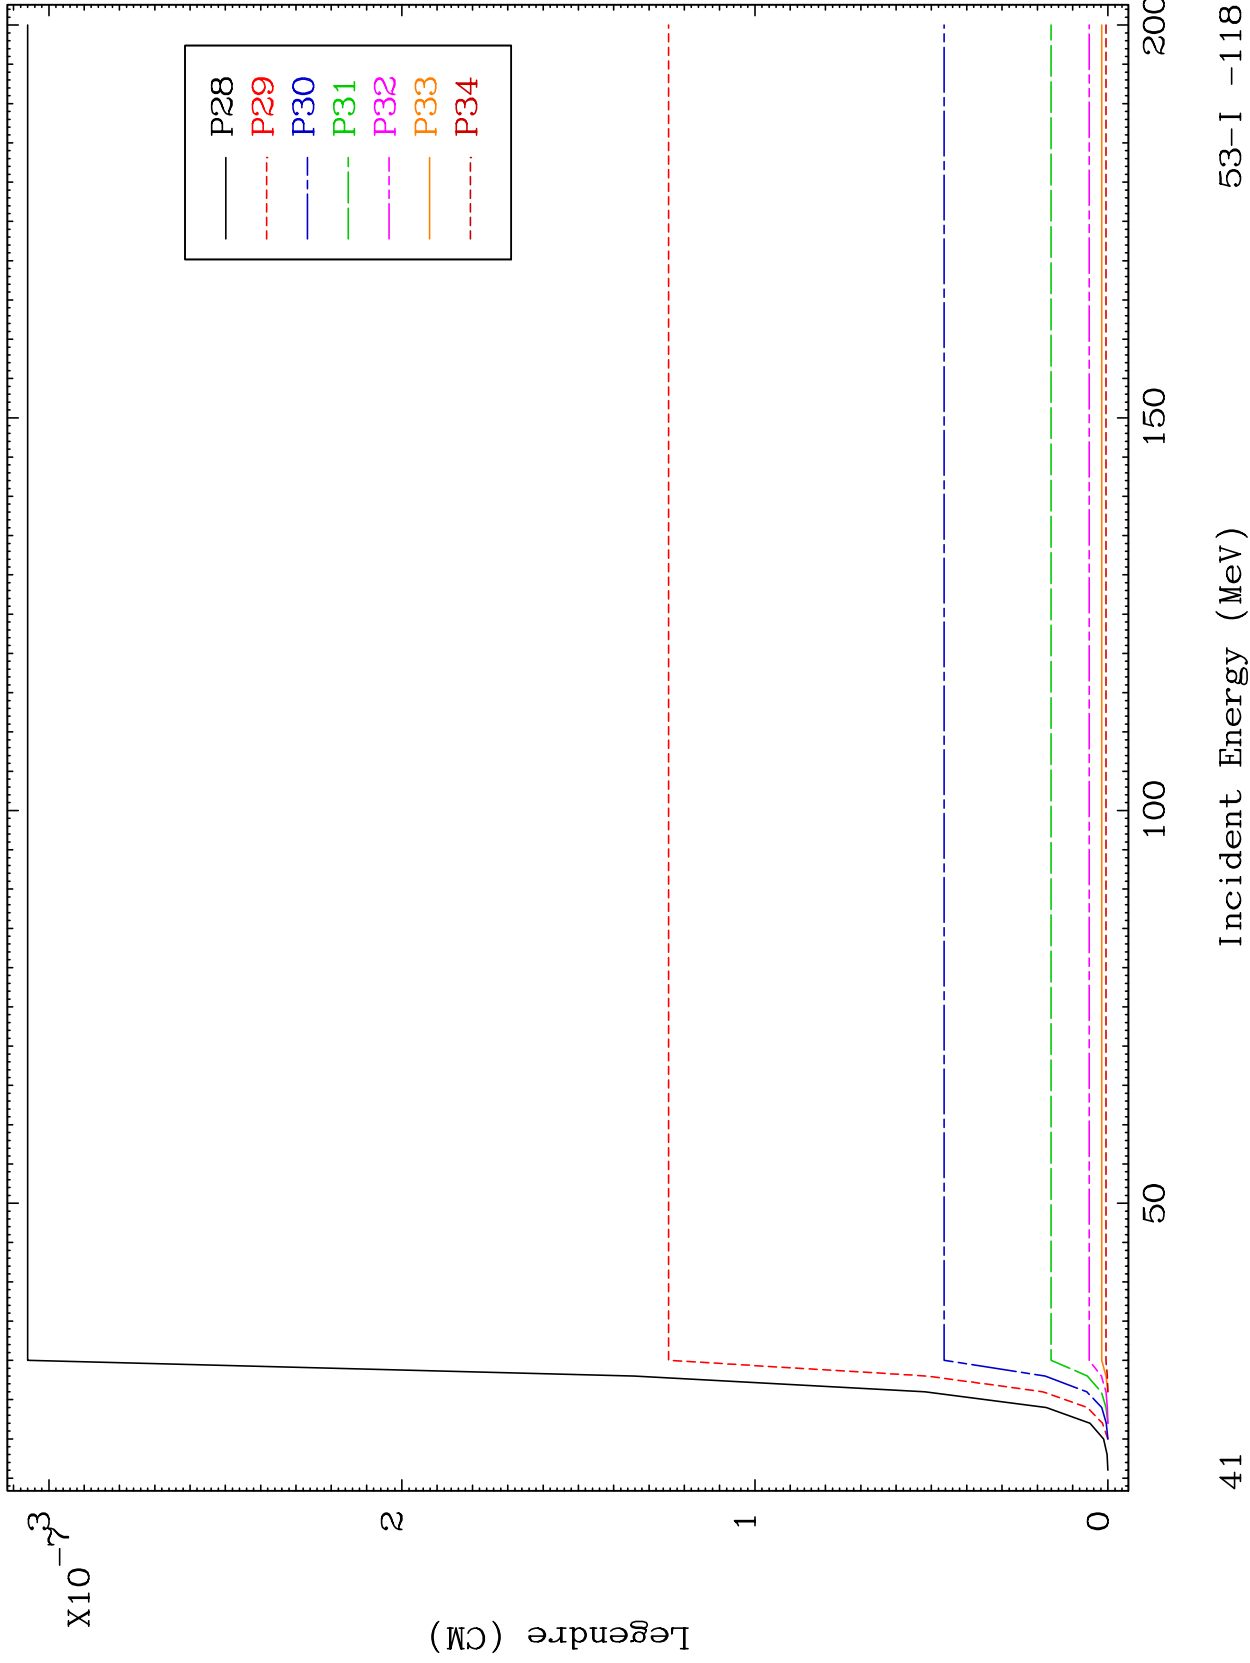 X10⁻⁷
3
2
1
0
Legendre (CM)
P28
P29
P30
P31
P32
P33
P34
50
100
150
200
Incident Energy (MeV)
41
53-I -118